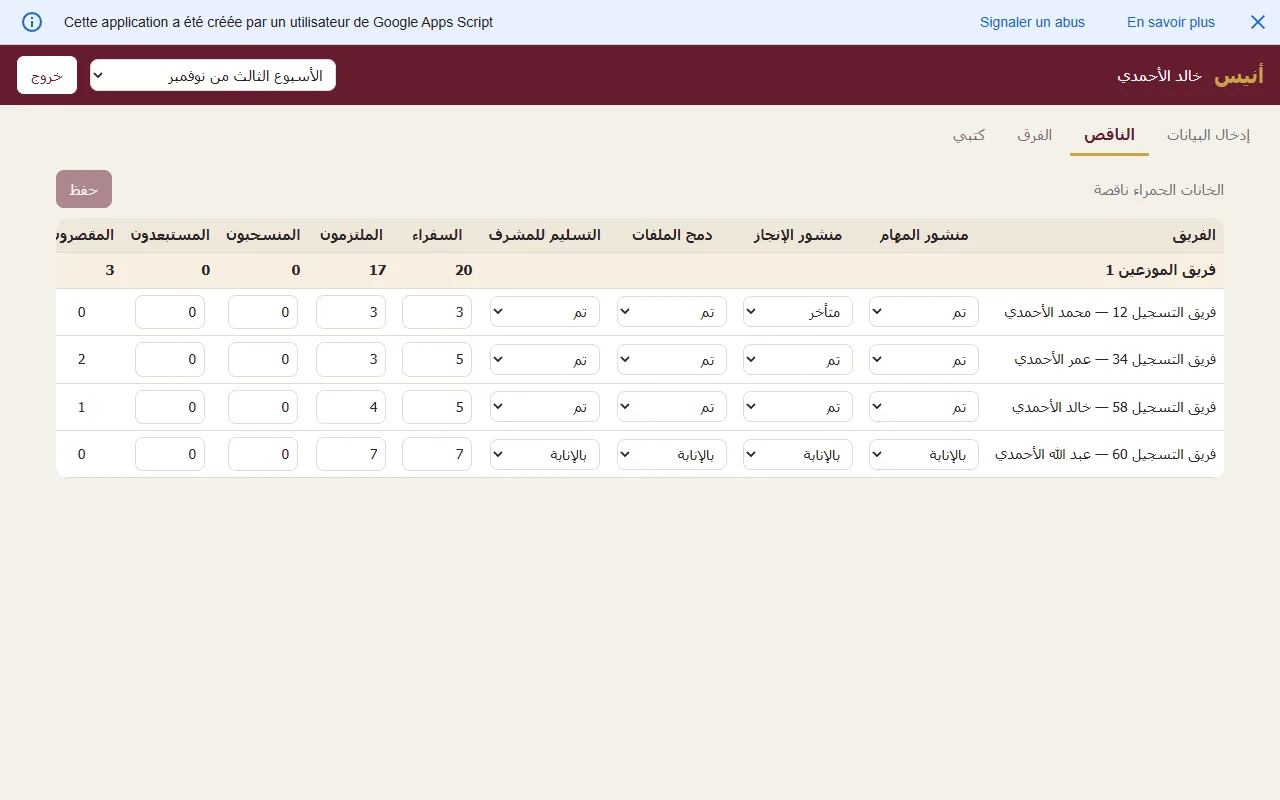 Cette application a été créée par un utilisateur de Google Apps Script Signaler un abus En savoir plus
أنيس خالد الأحمدي الأسبوع الثالث من نوفمبر خروج
إدخال البيانات الناقص الفرق كتبي
الخانات الحمراء ناقصة حفظ
الفريق منشور المهام منشور الإنجاز دمج الملفات التسليم للمشرف السفراء الملتزمون المنسحبون المستبعدون المقصرو
فريق الموزعين 1 20 17 0 0 3
فريق التسجيل 12 — محمد الأحمدي تم متأخر تم تم 3 3 0 0 0
فريق التسجيل 34 — عمر الأحمدي تم تم تم تم 5 3 0 0 2
فريق التسجيل 58 — خالد الأحمدي تم تم تم تم 5 4 0 0 1
فريق التسجيل 60 — عبد الله الأحمدي بالإنابة بالإنابة بالإنابة بالإنابة 7 7 0 0 0